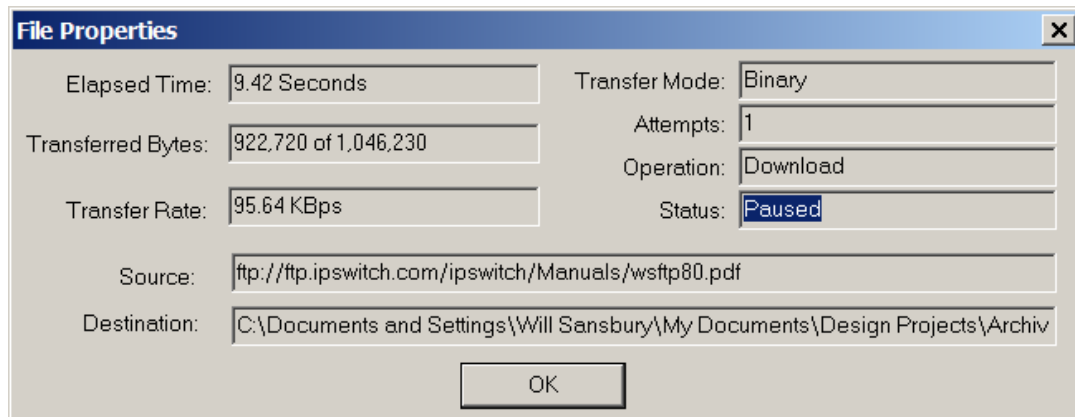 File Properties
Elapsed Time: 9.42 Seconds
Transfer Mode: Binary
Transferred Bytes: 922,720 of 1,046,230
Attempts: 1
Operation: Download
Transfer Rate: 95.64 KBps
Status: Paused
Source: ftp://ftp.ipswitch.com/ipswitch/Manuals/wsftp80.pdf
Destination: C:\Documents and Settings\Will Sansbury\My Documents\Design Projects\Archiv
OK